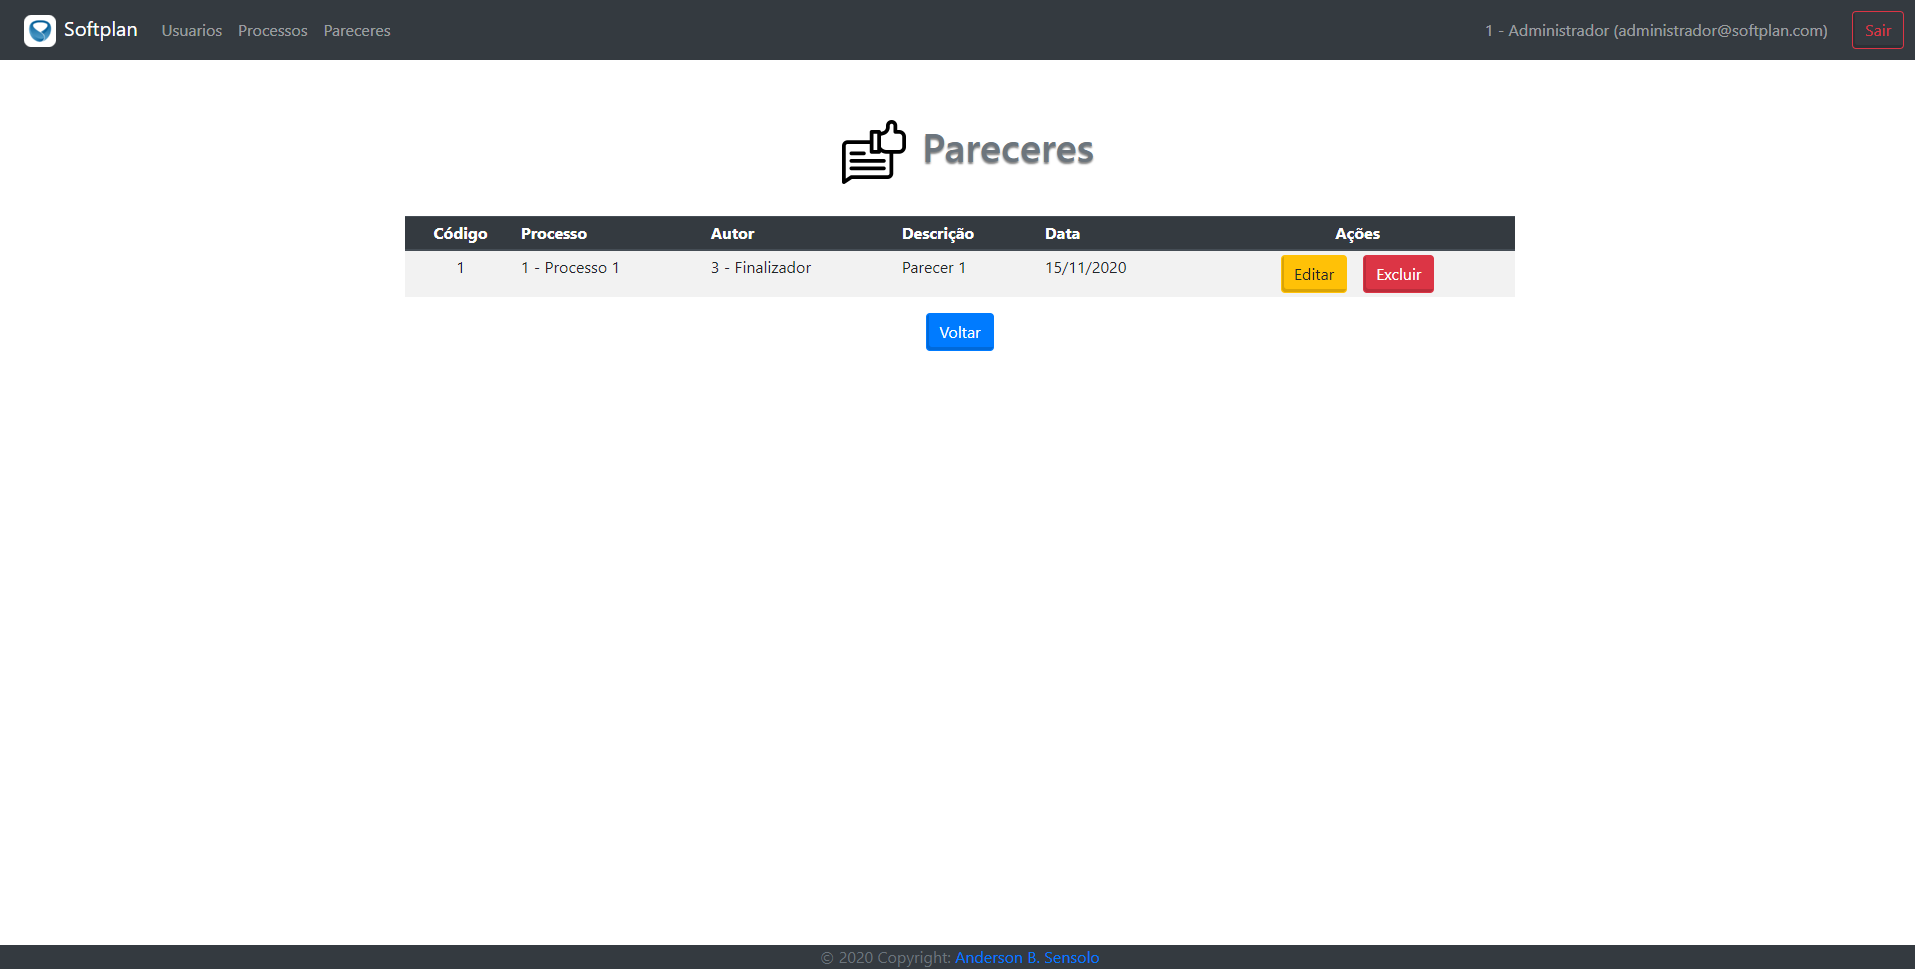 Softplan Usuarios Processos Pareceres 1 - Administrador (administrador@softplan.com) Sair
Pareceres
Código Processo Autor Descrição Data Ações
1 1 - Processo 1 3 - Finalizador Parecer 1 15/11/2020 Editar Excluir
Voltar
© 2020 Copyright: Anderson B. Sensolo